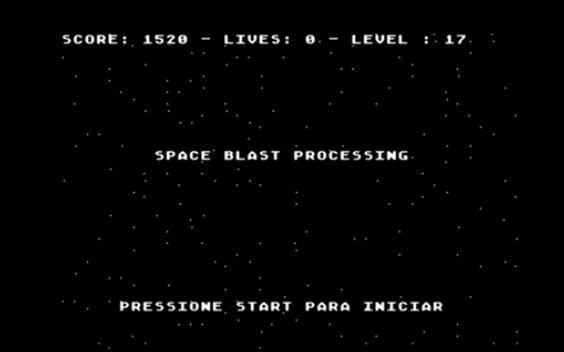 SCORE: 1520 - LIVES: 0 - LEVEL : 17
SPACE BLAST PROCESSING
PRESSIONE START PARA INICIAR